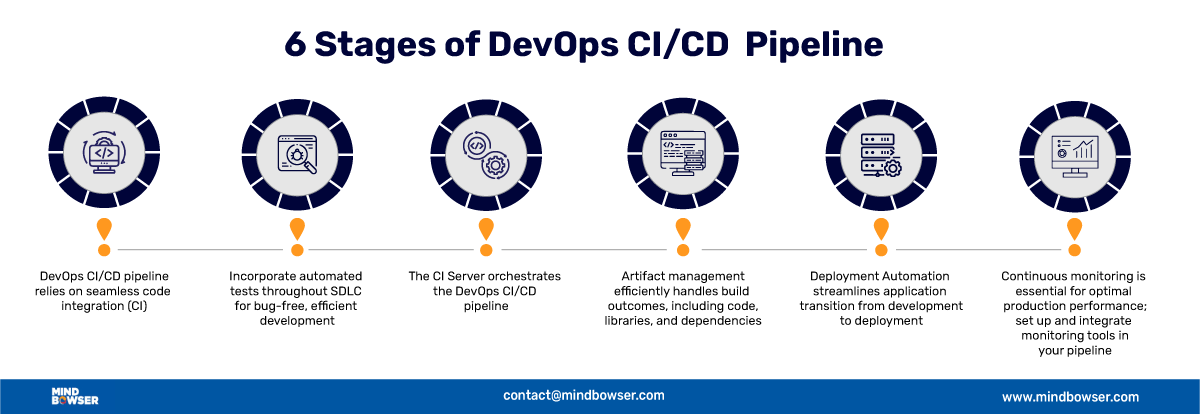 6 Stages of DevOps CI/CD Pipeline
DevOps CI/CD pipeline
relies on seamless code
integration (CI)
Incorporate automated
tests throughout SDLC
for bug-free, efficient
development
The CI Server orchestrates
the DevOps CI/CD
pipeline
Artifact management
efficiently handles build
outcomes, including code,
libraries, and dependencies
Deployment Automation
streamlines application
transition from development
to deployment
Continuous monitoring is
essential for optimal
production performance;
set up and integrate
monitoring tools in
your pipeline
MIND
BOWSER
contact@mindbowser.com
www.mindbowser.com